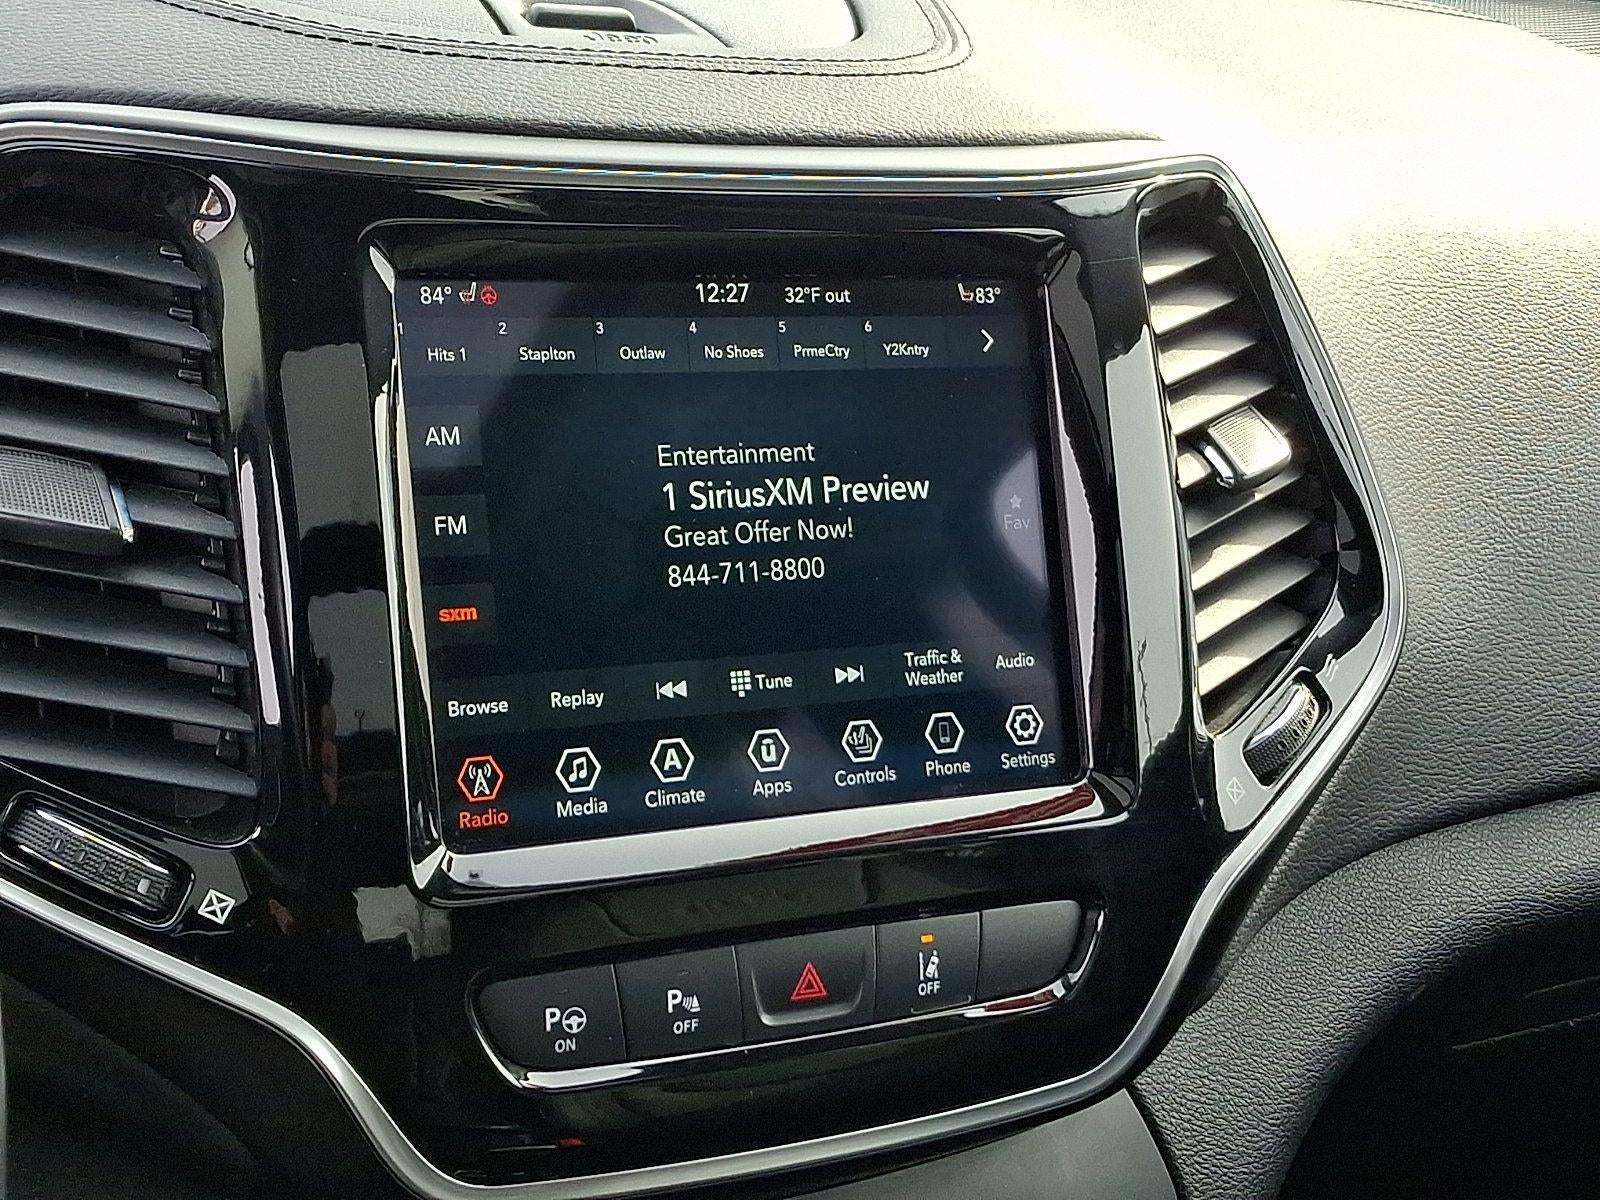 84° 12:27 32°F out 83°
1 2 3 4 5 6
Hits 1 Staplton Outlaw No Shoes PrmeCtry Y2Kntry
AM
Entertainment
1 SiriusXM Preview
Great Offer Now!
844-711-8800
FM
Fav
sxm
Browse Replay Tune Traffic & Weather Audio
Radio Media Climate Apps Controls Phone Settings
A
P ON
P OFF
OFF